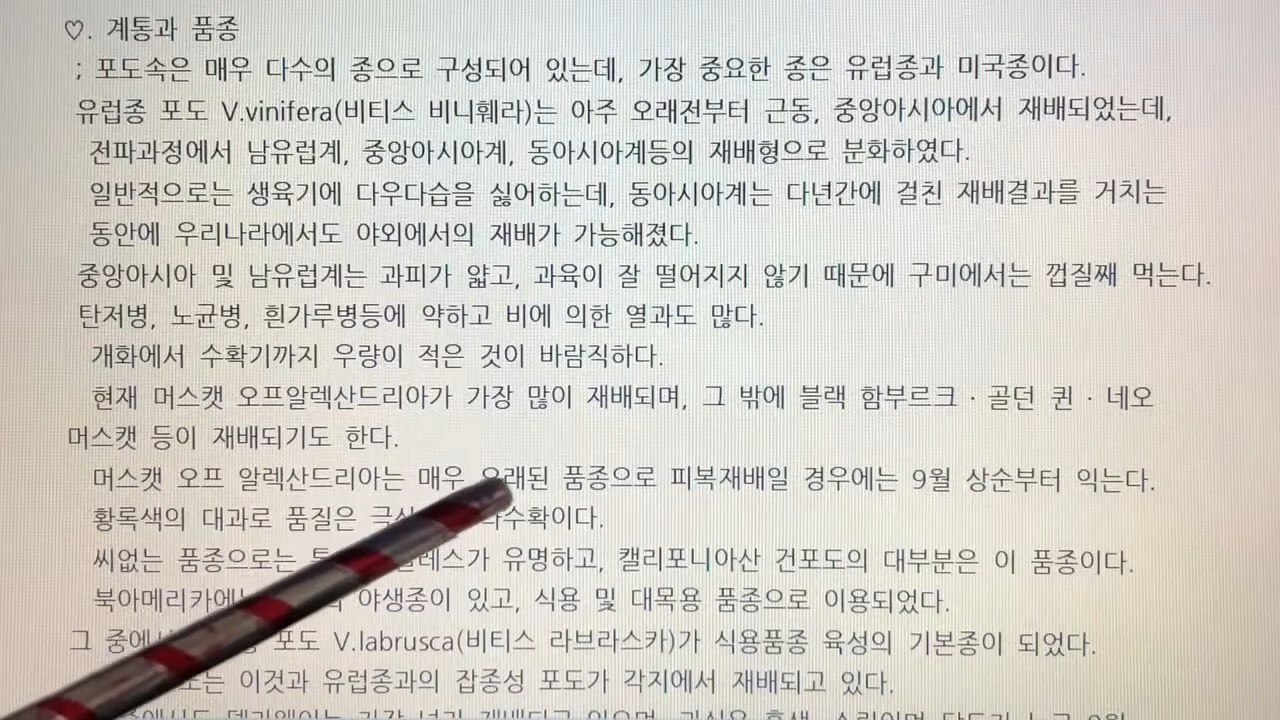 ♡. 계통과 품종
; 포도속은 매우 다수의 종으로 구성되어 있는데, 가장 중요한 종은 유럽종과 미국종이다.
유럽종 포도 V.vinifera(비티스 비니훼라)는 아주 오래전부터 근동, 중앙아시아에서 재배되었는데,
전파과정에서 남유럽계, 중앙아시아계, 동아시아계등의 재배형으로 분화하였다.
일반적으로는 생육기에 다우다습을 싫어하는데, 동아시아계는 다년간에 걸친 재배결과를 거치는
동안에 우리나라에서도 야외에서의 재배가 가능해졌다.
중앙아시아 및 남유럽계는 과피가 얇고, 과육이 잘 떨어지지 않기 때문에 구미에서는 껍질째 먹는다.
탄저병, 노균병, 흰가루병등에 약하고 비에 의한 열과도 많다.
개화에서 수확기까지 우량이 적은 것이 바람직하다.
현재 머스캣 오프알렉산드리아가 가장 많이 재배되며, 그 밖에 블랙 함부르크 · 골던 퀸 · 네오
머스캣 등이 재배되기도 한다.
머스캣 오프 알렉산드리아는 매우 오래된 품종으로 피복재배일 경우에는 9월 상순부터 익는다.
황록색의 대과로 품질은
씨없는 품종으로는 유명하고, 캘리포니아산 건포도의 대부분은 이 품종이다.
야생종이 있고, 식용 및 대목용 품종으로 이용되었다.
그 포도 V.labrusca(비티스 라브라스카)가 식용품종 육성의 기본종이 되었다.
이것과 유럽종과의 잡종성 포도가 각지에서 재배되고 있다.